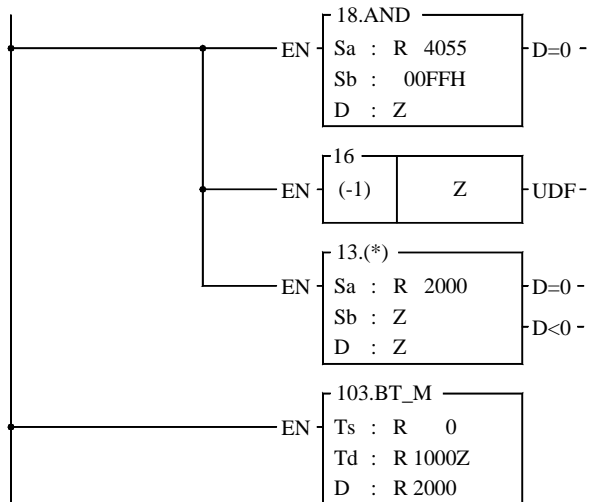 18.AND
EN Sa : R 4055 D=0
Sb : 00FFH
D : Z
16
EN (-1) Z UDF
13.(*)
EN Sa : R 2000 D=0
Sb : Z D<0
D : Z
103.BT_M
EN Ts : R 0
Td : R 1000Z
D : R 2000